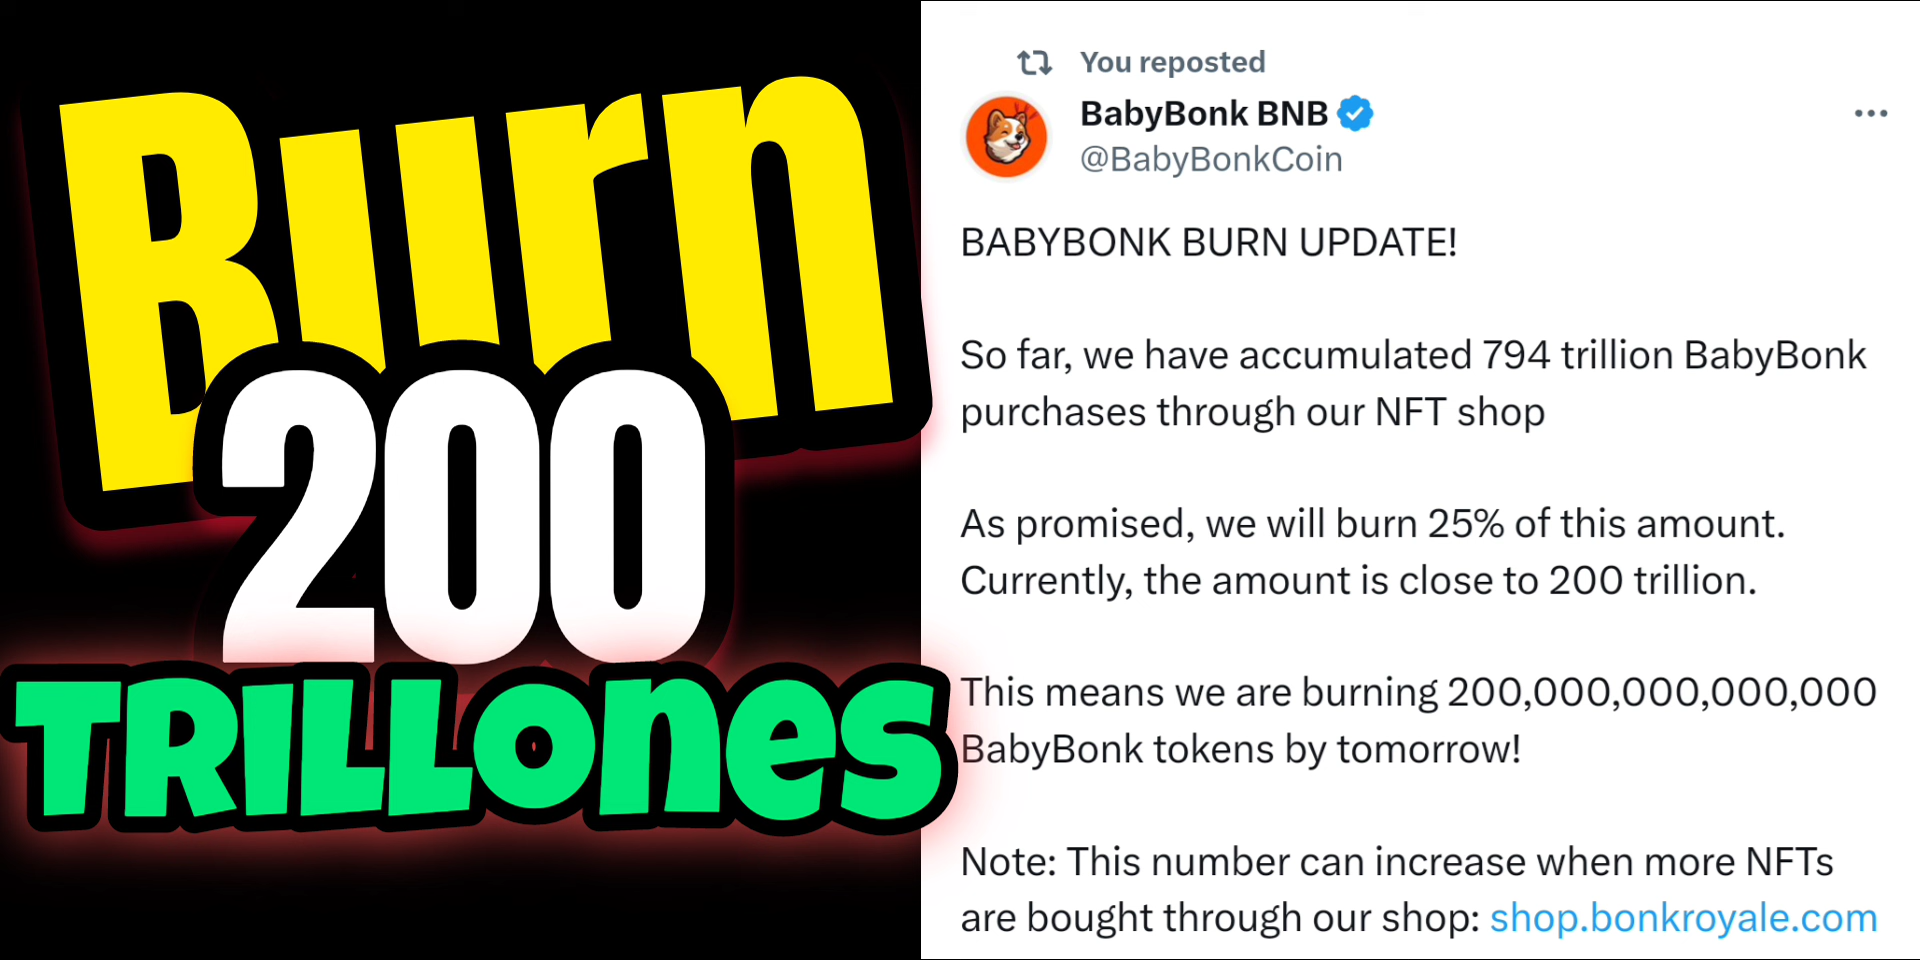 Burn
200
TRILLONES
You reposted
BabyBonk BNB
@BabyBonkCoin
BABYBONK BURN UPDATE!
So far, we have accumulated 794 trillion BabyBonk
purchases through our NFT shop
As promised, we will burn 25% of this amount.
Currently, the amount is close to 200 trillion.
This means we are burning 200,000,000,000,000
BabyBonk tokens by tomorrow!
Note: This number can increase when more NFTs
are bought through our shop: shop.bonkroyale.com